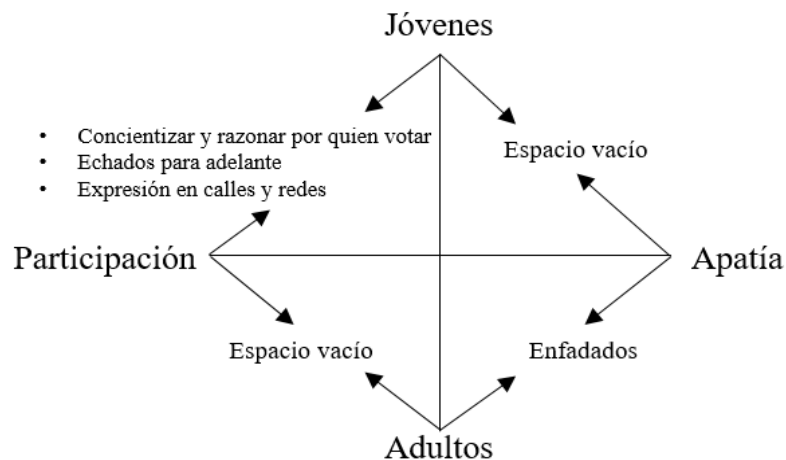 Jóvenes
• Concientizar y razonar por quien votar
• Echados para adelante
• Expresión en calles y redes
Espacio vacío
Participación
Apatía
Espacio vacío
Enfadados
Adultos